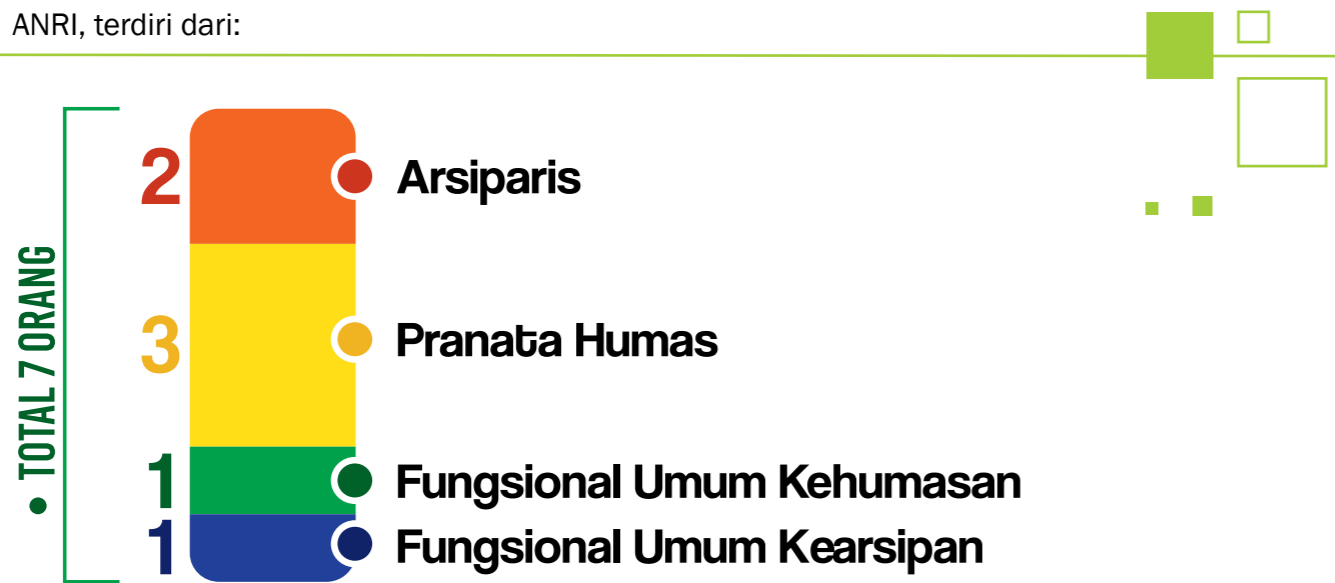 ANRI, terdiri dari:
• TOTAL 7 ORANG
2 Arsiparis
3 Pranata Humas
1 Fungsional Umum Kehumasan
1 Fungsional Umum Kearsipan